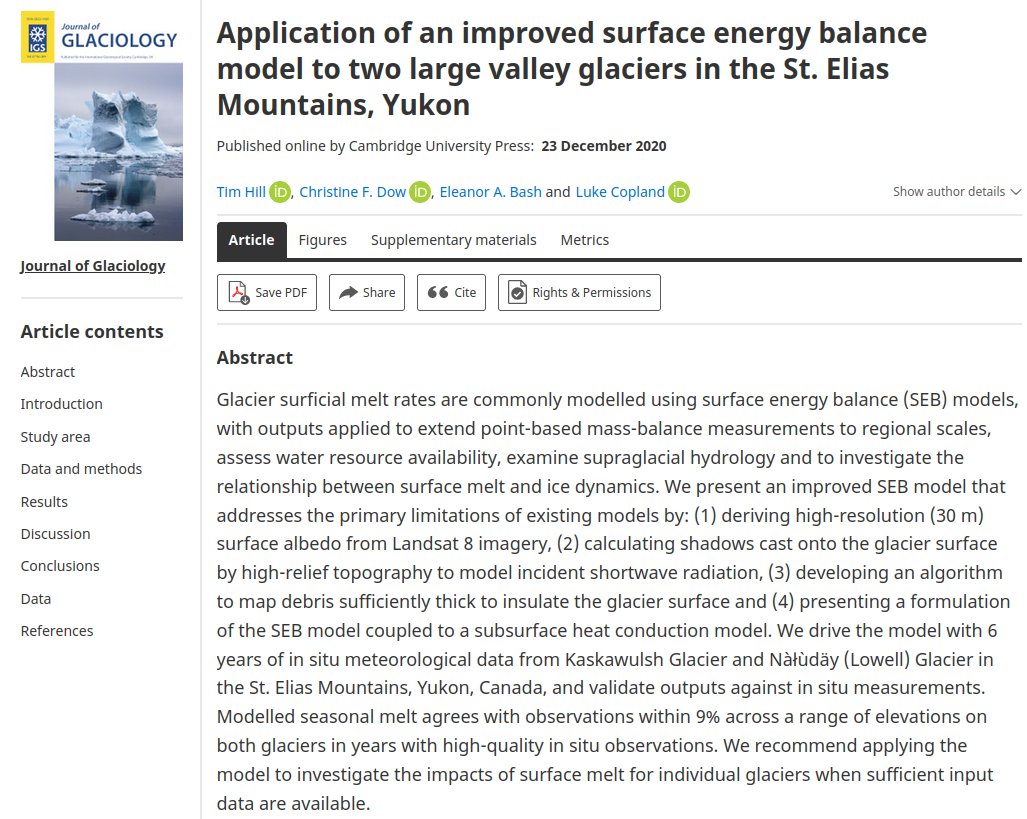 Journal of
GLACIOLOGY
IGS
Journal of Glaciology
Article contents
Abstract
Introduction
Study area
Data and methods
Results
Discussion
Conclusions
Data
References
Application of an improved surface energy balance
model to two large valley glaciers in the St. Elias
Mountains, Yukon
Published online by Cambridge University Press: 23 December 2020
Tim Hill iD, Christine F. Dow iD, Eleanor A. Bash and Luke Copland iD
Show author details
Article Figures Supplementary materials Metrics
Save PDF Share Cite Rights & Permissions
Abstract
Glacier surficial melt rates are commonly modelled using surface energy balance (SEB) models,
with outputs applied to extend point-based mass-balance measurements to regional scales,
assess water resource availability, examine supraglacial hydrology and to investigate the
relationship between surface melt and ice dynamics. We present an improved SEB model that
addresses the primary limitations of existing models by: (1) deriving high-resolution (30 m)
surface albedo from Landsat 8 imagery, (2) calculating shadows cast onto the glacier surface
by high-relief topography to model incident shortwave radiation, (3) developing an algorithm
to map debris sufficiently thick to insulate the glacier surface and (4) presenting a formulation
of the SEB model coupled to a subsurface heat conduction model. We drive the model with 6
years of in situ meteorological data from Kaskawulsh Glacier and Nàłùdäy (Lowell) Glacier in
the St. Elias Mountains, Yukon, Canada, and validate outputs against in situ measurements.
Modelled seasonal melt agrees with observations within 9% across a range of elevations on
both glaciers in years with high-quality in situ observations. We recommend applying the
model to investigate the impacts of surface melt for individual glaciers when sufficient input
data are available.